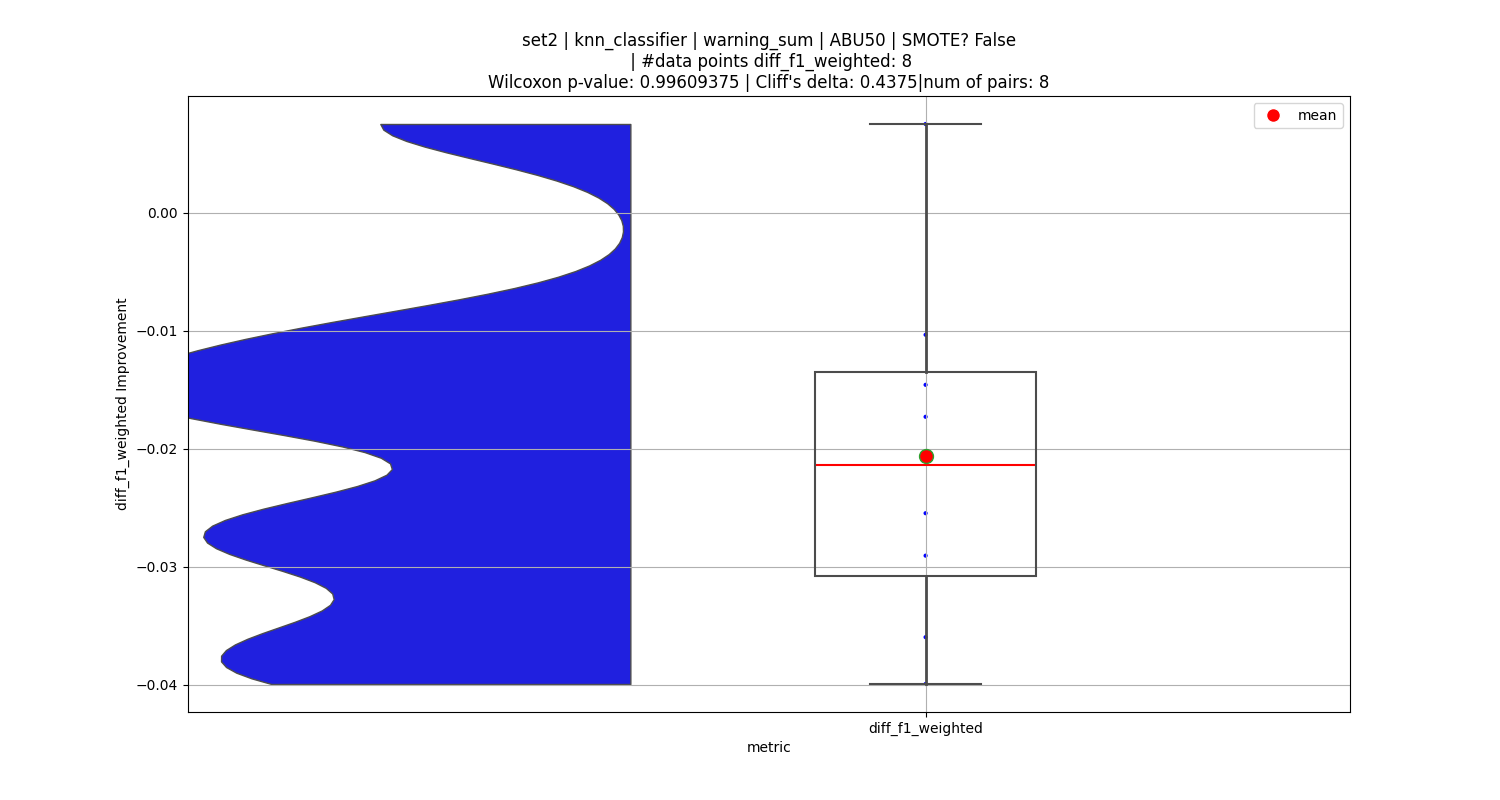 set2 | knn_classifier | warning_sum | ABU50 | SMOTE? False
| #data points diff_f1_weighted: 8
Wilcoxon p-value: 0.99609375 | Cliff's delta: 0.4375|num of pairs: 8
mean
0.00
−0.01
−0.02
−0.03
−0.04
diff_f1_weighted Improvement
diff_f1_weighted
metric